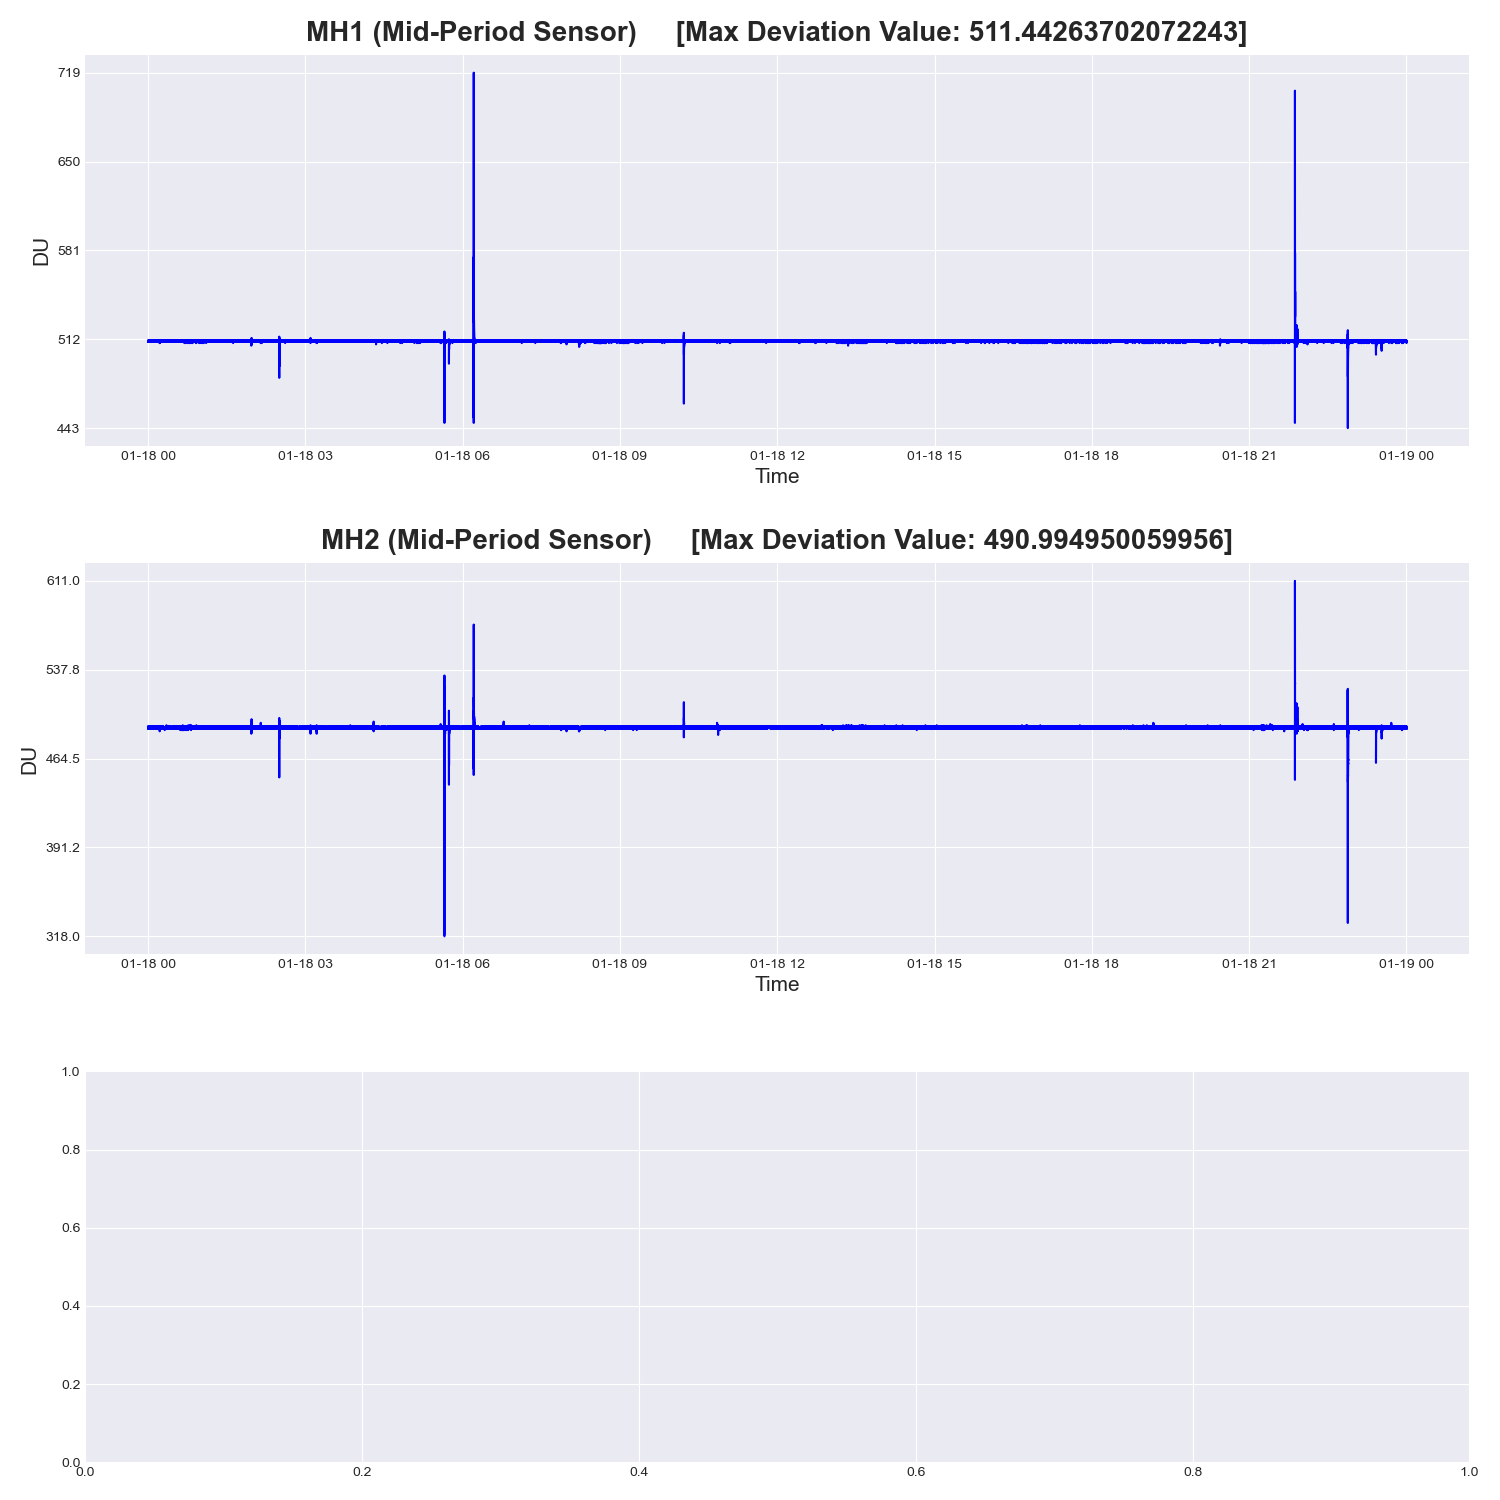 MH1 (Mid-Period Sensor) [Max Deviation Value: 511.44263702072243]
719
650
581
512
443
DU
01-18 00 01-18 03 01-18 06 01-18 09 01-18 12 01-18 15 01-18 18 01-18 21 01-19 00
Time
MH2 (Mid-Period Sensor) [Max Deviation Value: 490.994950059956]
611.0
537.8
464.5
391.2
318.0
DU
01-18 00 01-18 03 01-18 06 01-18 09 01-18 12 01-18 15 01-18 18 01-18 21 01-19 00
Time
1.0
0.8
0.6
0.4
0.2
0.0
0.0 0.2 0.4 0.6 0.8 1.0